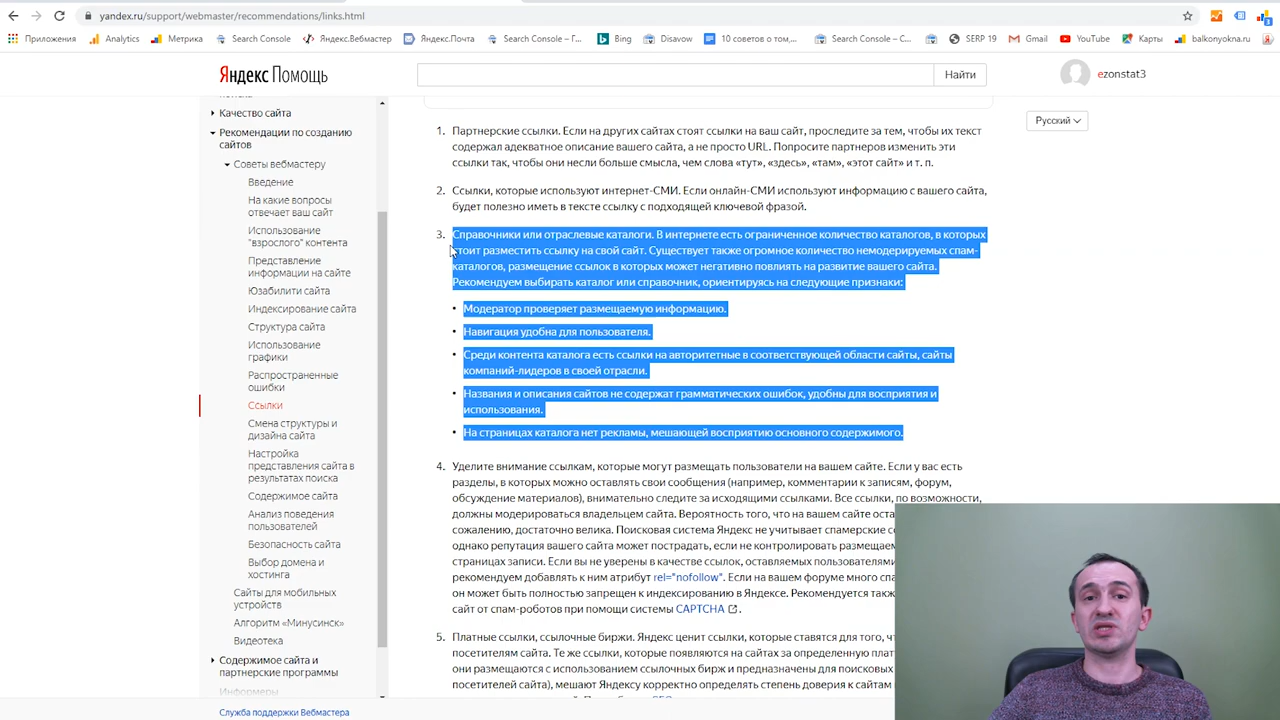 yandex.ru/support/webmaster/recommendations/links.html
Приложения
Analytics
Метрика
Search Console
Яндекс.Вебмастер
Яндекс.Почта
Search Console – Г...
Bing
Disavow
10 советов о том,...
Search Console – С...
SERP 19
Gmail
YouTube
Карты
balkonyokna.ru
Яндекс Помощь
Найти
ezonstat3
Русский
Качество сайта
Рекомендации по созданию
сайтов
Советы вебмастеру
Введение
На какие вопросы
отвечает ваш сайт
Использование
"взрослого" контента
Представление
информации на сайте
Юзабилити сайта
Индексирование сайта
Структура сайта
Использование
графики
Распространенные
ошибки
Ссылки
Смена структуры и
дизайна сайта
Настройка
представления сайта в
результатах поиска
Содержимое сайта
Анализ поведения
пользователей
Безопасность сайта
Выбор домена и
хостинга
Сайты для мобильных
устройств
Алгоритм «Минусинск»
Видеотека
Содержимое сайта и
партнерские программы
Информеры
Служба поддержки Вебмастера
1. Партнерские ссылки. Если на других сайтах стоят ссылки на ваш сайт, проследите за тем, чтобы их текст
содержал адекватное описание вашего сайта, а не просто URL. Попросите партнеров изменить эти
ссылки так, чтобы они несли больше смысла, чем слова «тут», «здесь», «там», «этот сайт» и т. п.
2. Ссылки, которые используют интернет-СМИ. Если онлайн-СМИ используют информацию с вашего сайта,
будет полезно иметь в тексте ссылку с подходящей ключевой фразой.
3. Справочники или отраслевые каталоги. В интернете есть ограниченное количество каталогов, в которых
стоит разместить ссылку на свой сайт. Существует также огромное количество немодерируемых спам-
каталогов, размещение ссылок в которых может негативно повлиять на развитие вашего сайта.
Рекомендуем выбирать каталог или справочник, ориентируясь на следующие признаки:
• Модератор проверяет размещаемую информацию.
• Навигация удобна для пользователя.
• Среди контента каталога есть ссылки на авторитетные в соответствующей области сайты, сайты
компаний-лидеров в своей отрасли.
• Названия и описания сайтов не содержат грамматических ошибок, удобны для восприятия и
использования.
• На страницах каталога нет рекламы, мешающей восприятию основного содержимого.
4. Уделите внимание ссылкам, которые могут размещать пользователи на вашем сайте. Если у вас есть
разделы, в которых можно оставлять свои сообщения (например, комментарии к записям, форум,
обсуждение материалов), внимательно следите за исходящими ссылками. Все ссылки, по возможности,
должны модерироваться владельцем сайта. Вероятность того, что на вашем сайте
сожалению, достаточно велика. Поисковая система Яндекс не учитывает спамерские
однако репутация вашего сайта может пострадать, если не контролировать
страницах записи. Если вы не уверены в качестве ссылок, оставляемых
рекомендуем добавлять к ним атрибут rel="nofollow". Если на вашем форуме много
он может быть полностью запрещен к индексированию в Яндексе. Рекомендуется
сайт от спам-роботов при помощи системы CAPTCHA.
5. Платные ссылки, ссылочные биржи. Яндекс ценит ссылки, которые ставятся для того,
посетителям сайта. Те же ссылки, которые появляются на сайтах за определенную
они размещаются с использованием ссылочных бирж и предназначены для поисковых
посетителей сайта), мешают Яндексу корректно определять степень доверия к сайтам